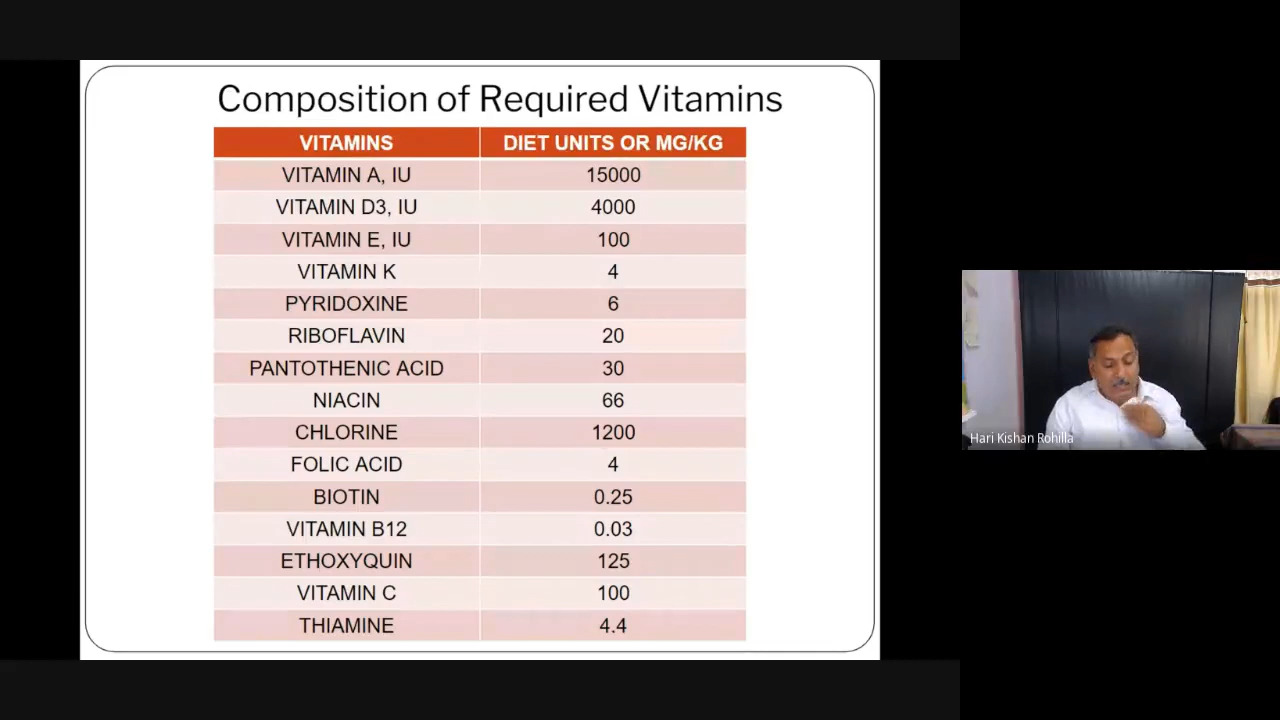 Composition of Required Vitamins
VITAMINS DIET UNITS OR MG/KG
VITAMIN A, IU 15000
VITAMIN D3, IU 4000
VITAMIN E, IU 100
VITAMIN K 4
PYRIDOXINE 6
RIBOFLAVIN 20
PANTOTHENIC ACID 30
NIACIN 66
CHLORINE 1200
FOLIC ACID 4
BIOTIN 0.25
VITAMIN B12 0.03
ETHOXYQUIN 125
VITAMIN C 100
THIAMINE 4.4
Hari Kishan Rohilla